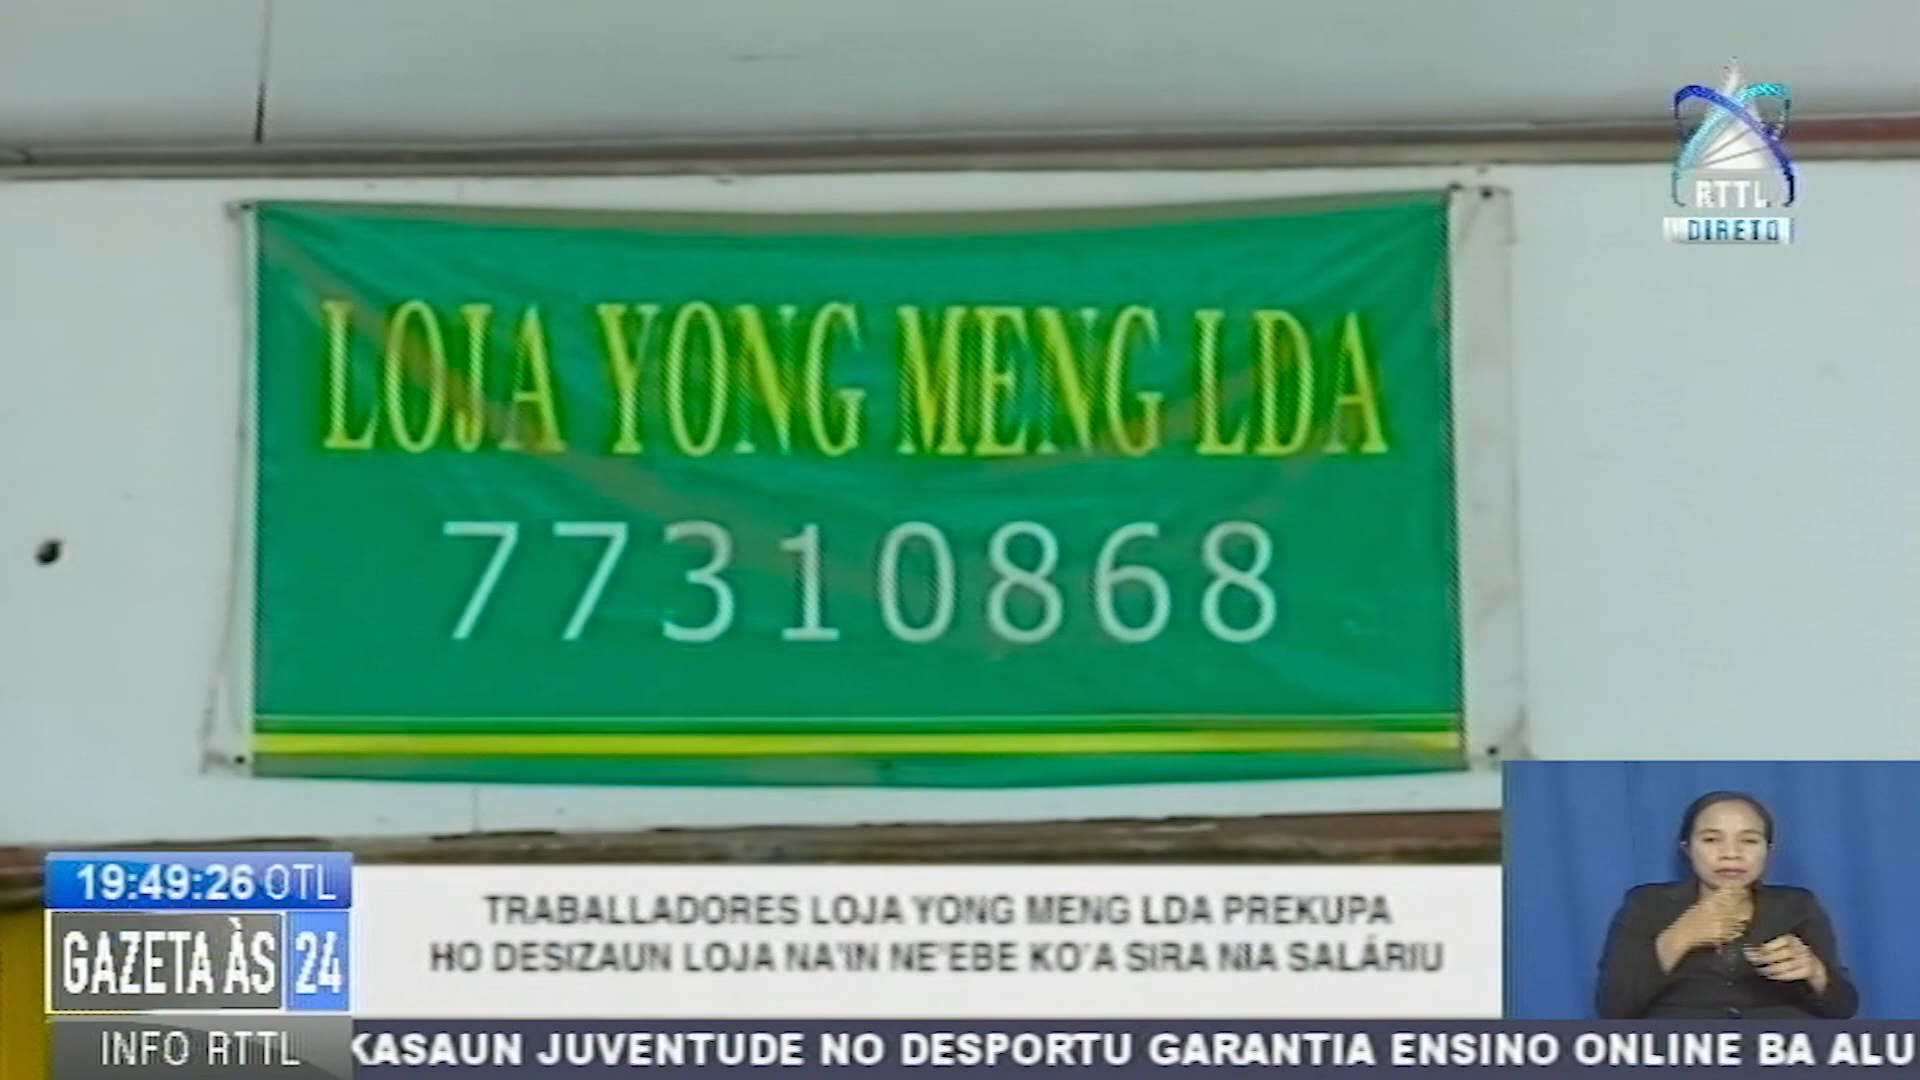 RTTL
DIRETO
LOJA YONG MENG LDA
77310868
19:49:26 OTL
GAZETA ÀS 24
TRABALLADORES LOJA YONG MENG LDA PREKUPA
HO DESIZAUN LOJA NA'IN NE'EBE KO'A SIRA NIA SALÁRIU
INFO RTTL
KASAUN JUVENTUDE NO DESPORTU GARANTIA ENSINO ONLINE BA ALU